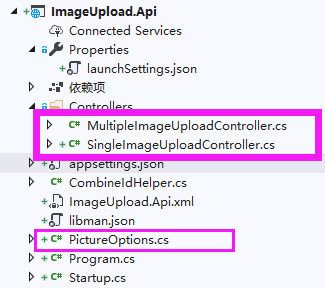 ImageUpload.Api
Connected Services
Properties
launchSettings.json
依赖项
Controllers
C# MultipleImageUploadController.cs
C# SingleImageUploadController.cs
appsettings.json
C# CombineIdHelper.cs
ImageUpload.Api.xml
libman.json
C# PictureOptions.cs
C# Program.cs
C# Startup.cs